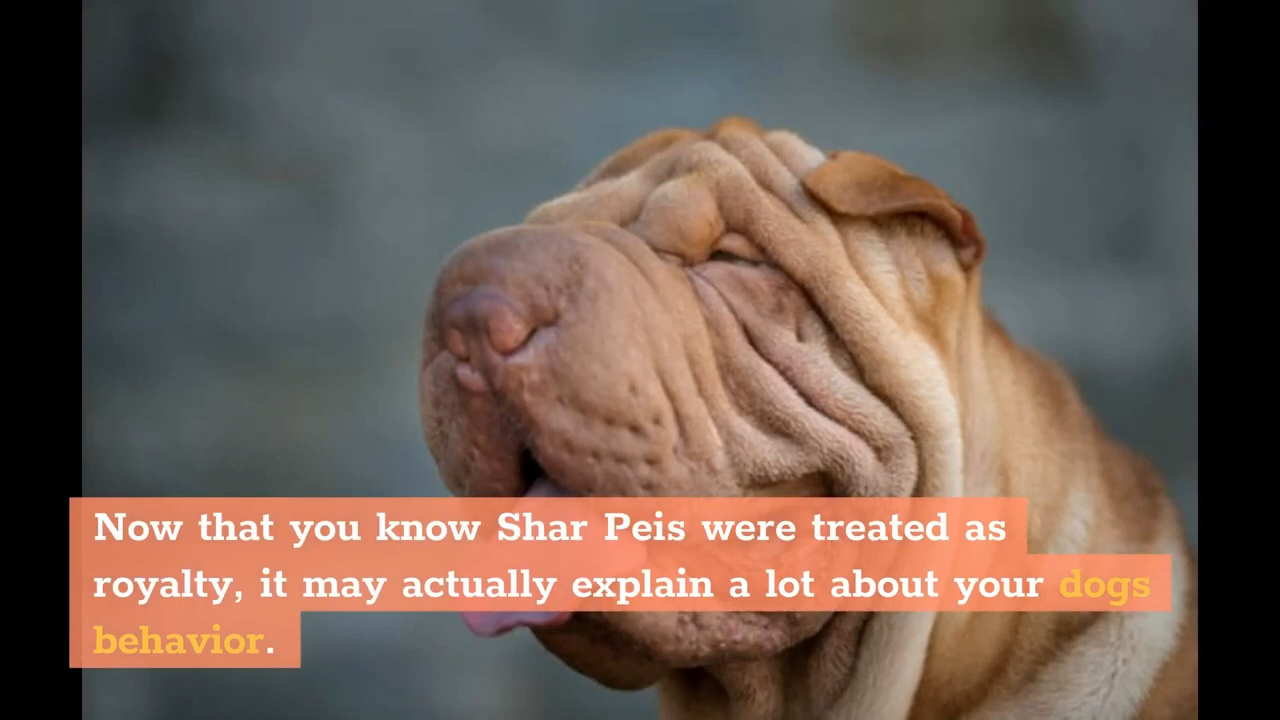 Now that you know Shar Peis were treated as
royalty, it may actually explain a lot about your dogs
behavior.